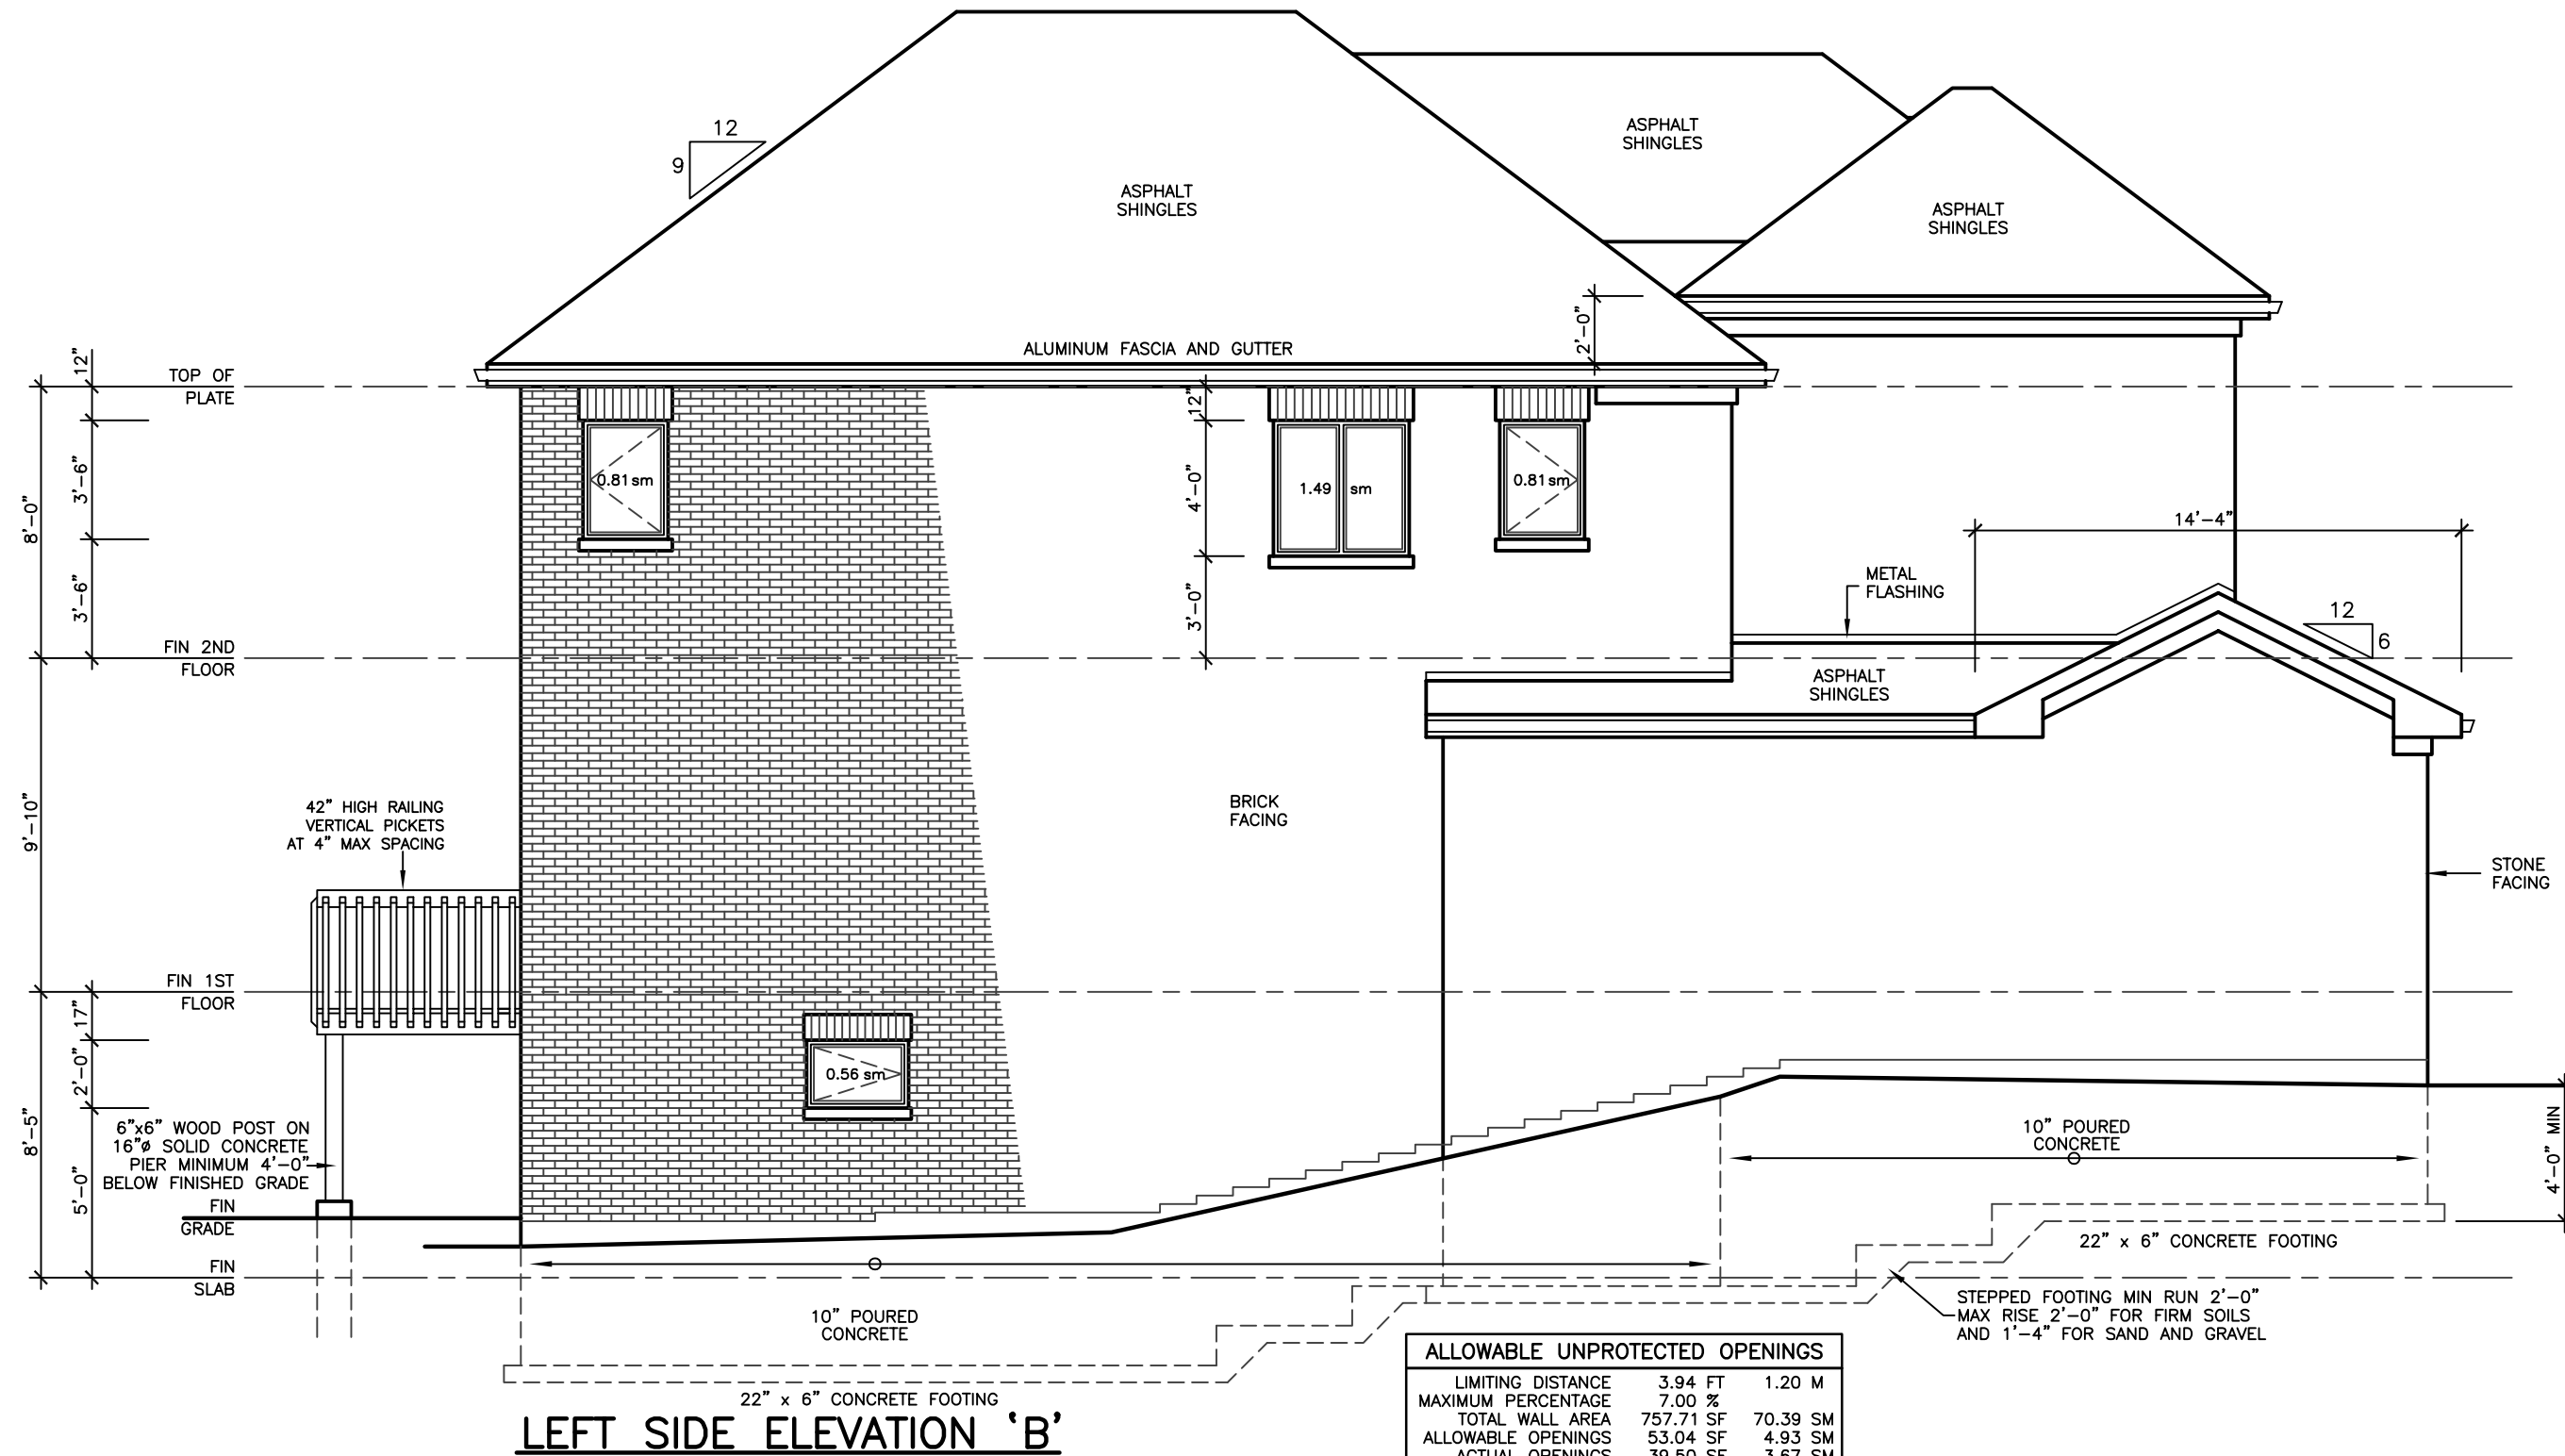 12
9
ASPHALT
SHINGLES
ASPHALT
SHINGLES
ASPHALT
SHINGLES
ALUMINUM FASCIA AND GUTTER
2'-0"
12"
TOP OF
PLATE
12"
3'-6"
8'-0"
3'-6"
0.81 sm
4'-0"
1.49 sm
0.81 sm
3'-0"
14'-4"
METAL
FLASHING
12
6
FIN 2ND
FLOOR
ASPHALT
SHINGLES
9'-10"
42" HIGH RAILING
VERTICAL PICKETS
AT 4" MAX SPACING
BRICK
FACING
STONE
FACING
FIN 1ST
FLOOR
17"
2'-0"
8'-5"
5'-0"
0.56 sm
6"x6" WOOD POST ON
16"ø SOLID CONCRETE
PIER MINIMUM 4'-0"
BELOW FINISHED GRADE
FIN
GRADE
FIN
SLAB
10" POURED
CONCRETE
4'-0" MIN
22" x 6" CONCRETE FOOTING
10" POURED
CONCRETE
STEPPED FOOTING MIN RUN 2'-0"
MAX RISE 2'-0" FOR FIRM SOILS
AND 1'-4" FOR SAND AND GRAVEL
22" x 6" CONCRETE FOOTING
LEFT SIDE ELEVATION 'B'
ALLOWABLE UNPROTECTED OPENINGS
LIMITING DISTANCE 3.94 FT 1.20 M
MAXIMUM PERCENTAGE 7.00 %
TOTAL WALL AREA 757.71 SF 70.39 SM
ALLOWABLE OPENINGS 53.04 SF 4.93 SM
ACTUAL OPENINGS 39.50 SF 3.67 SM